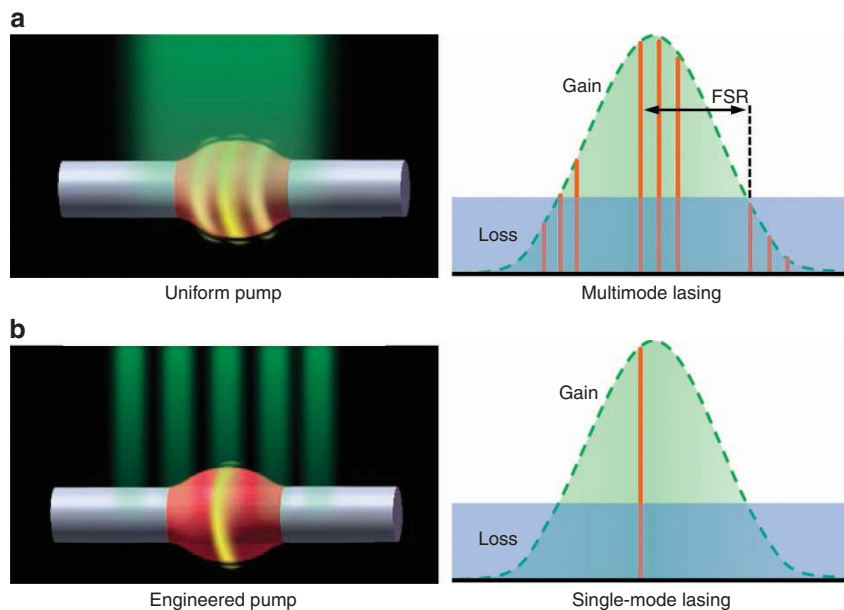 a
Gain
FSR
Loss
Uniform pump
Multimode lasing
b
Gain
Loss
Engineered pump
Single-mode lasing